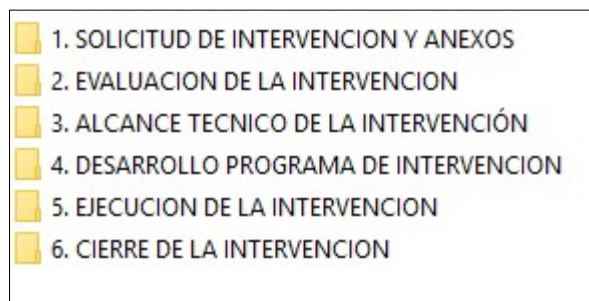 1. SOLICITUD DE INTERVENCION Y ANEXOS
2. EVALUACION DE LA INTERVENCION
3. ALCANCE TECNICO DE LA INTERVENCIÓN
4. DESARROLLO PROGRAMA DE INTERVENCION
5. EJECUCION DE LA INTERVENCION
6. CIERRE DE LA INTERVENCION